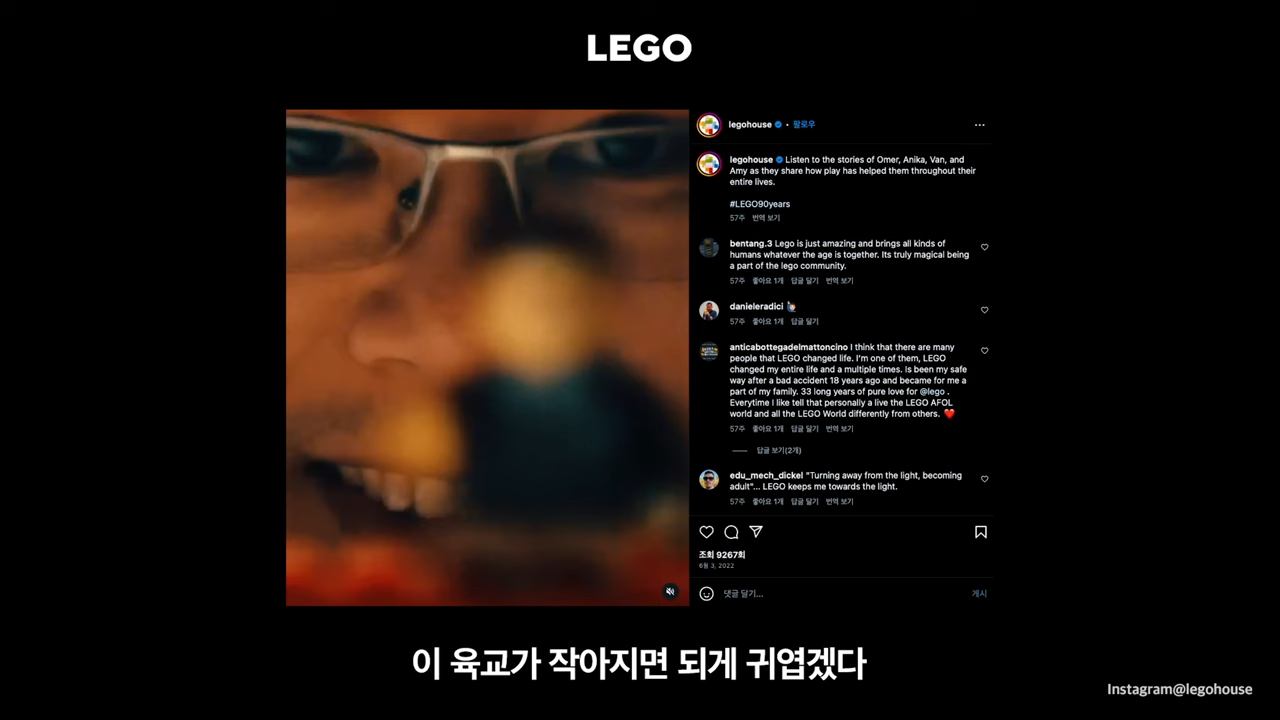 LEGO
legohouse • 팔로우
legohouse Listen to the stories of Omer, Anika, Van, and
Amy as they share how play has helped them throughout their
entire lives.
#LEGO90years
57주 번역 보기
bentang.3 Lego is just amazing and brings all kinds of
humans whatever the age is together. Its truly magical being
a part of the lego community.
57주 좋아요 1개 답글 달기 번역 보기
danieleradici 🙋🏻‍♂️
57주 좋아요 1개 답글 달기
anticabottegadelmattoncino I think that there are many
people that LEGO changed life. I'm one of them, LEGO
changed my entire life and a multiple times. Is been my safe
way after a bad accident 18 years ago and became for me a
part of my family. 33 long years of pure love for @lego .
Everytime I like tell that personally a live the LEGO AFOL
world and all the LEGO World differently from others. ❤️
57주 좋아요 1개 답글 달기 번역 보기
답글 보기(2개)
edu_mech_dickel "Turning away from the light, becoming
adult"... LEGO keeps me towards the light.
57주 좋아요 1개 답글 달기 번역 보기
조회 9267회
6월 3, 2022
댓글 달기...
게시
이 육교가 작아지면 되게 귀엽겠다
Instagram@legohouse